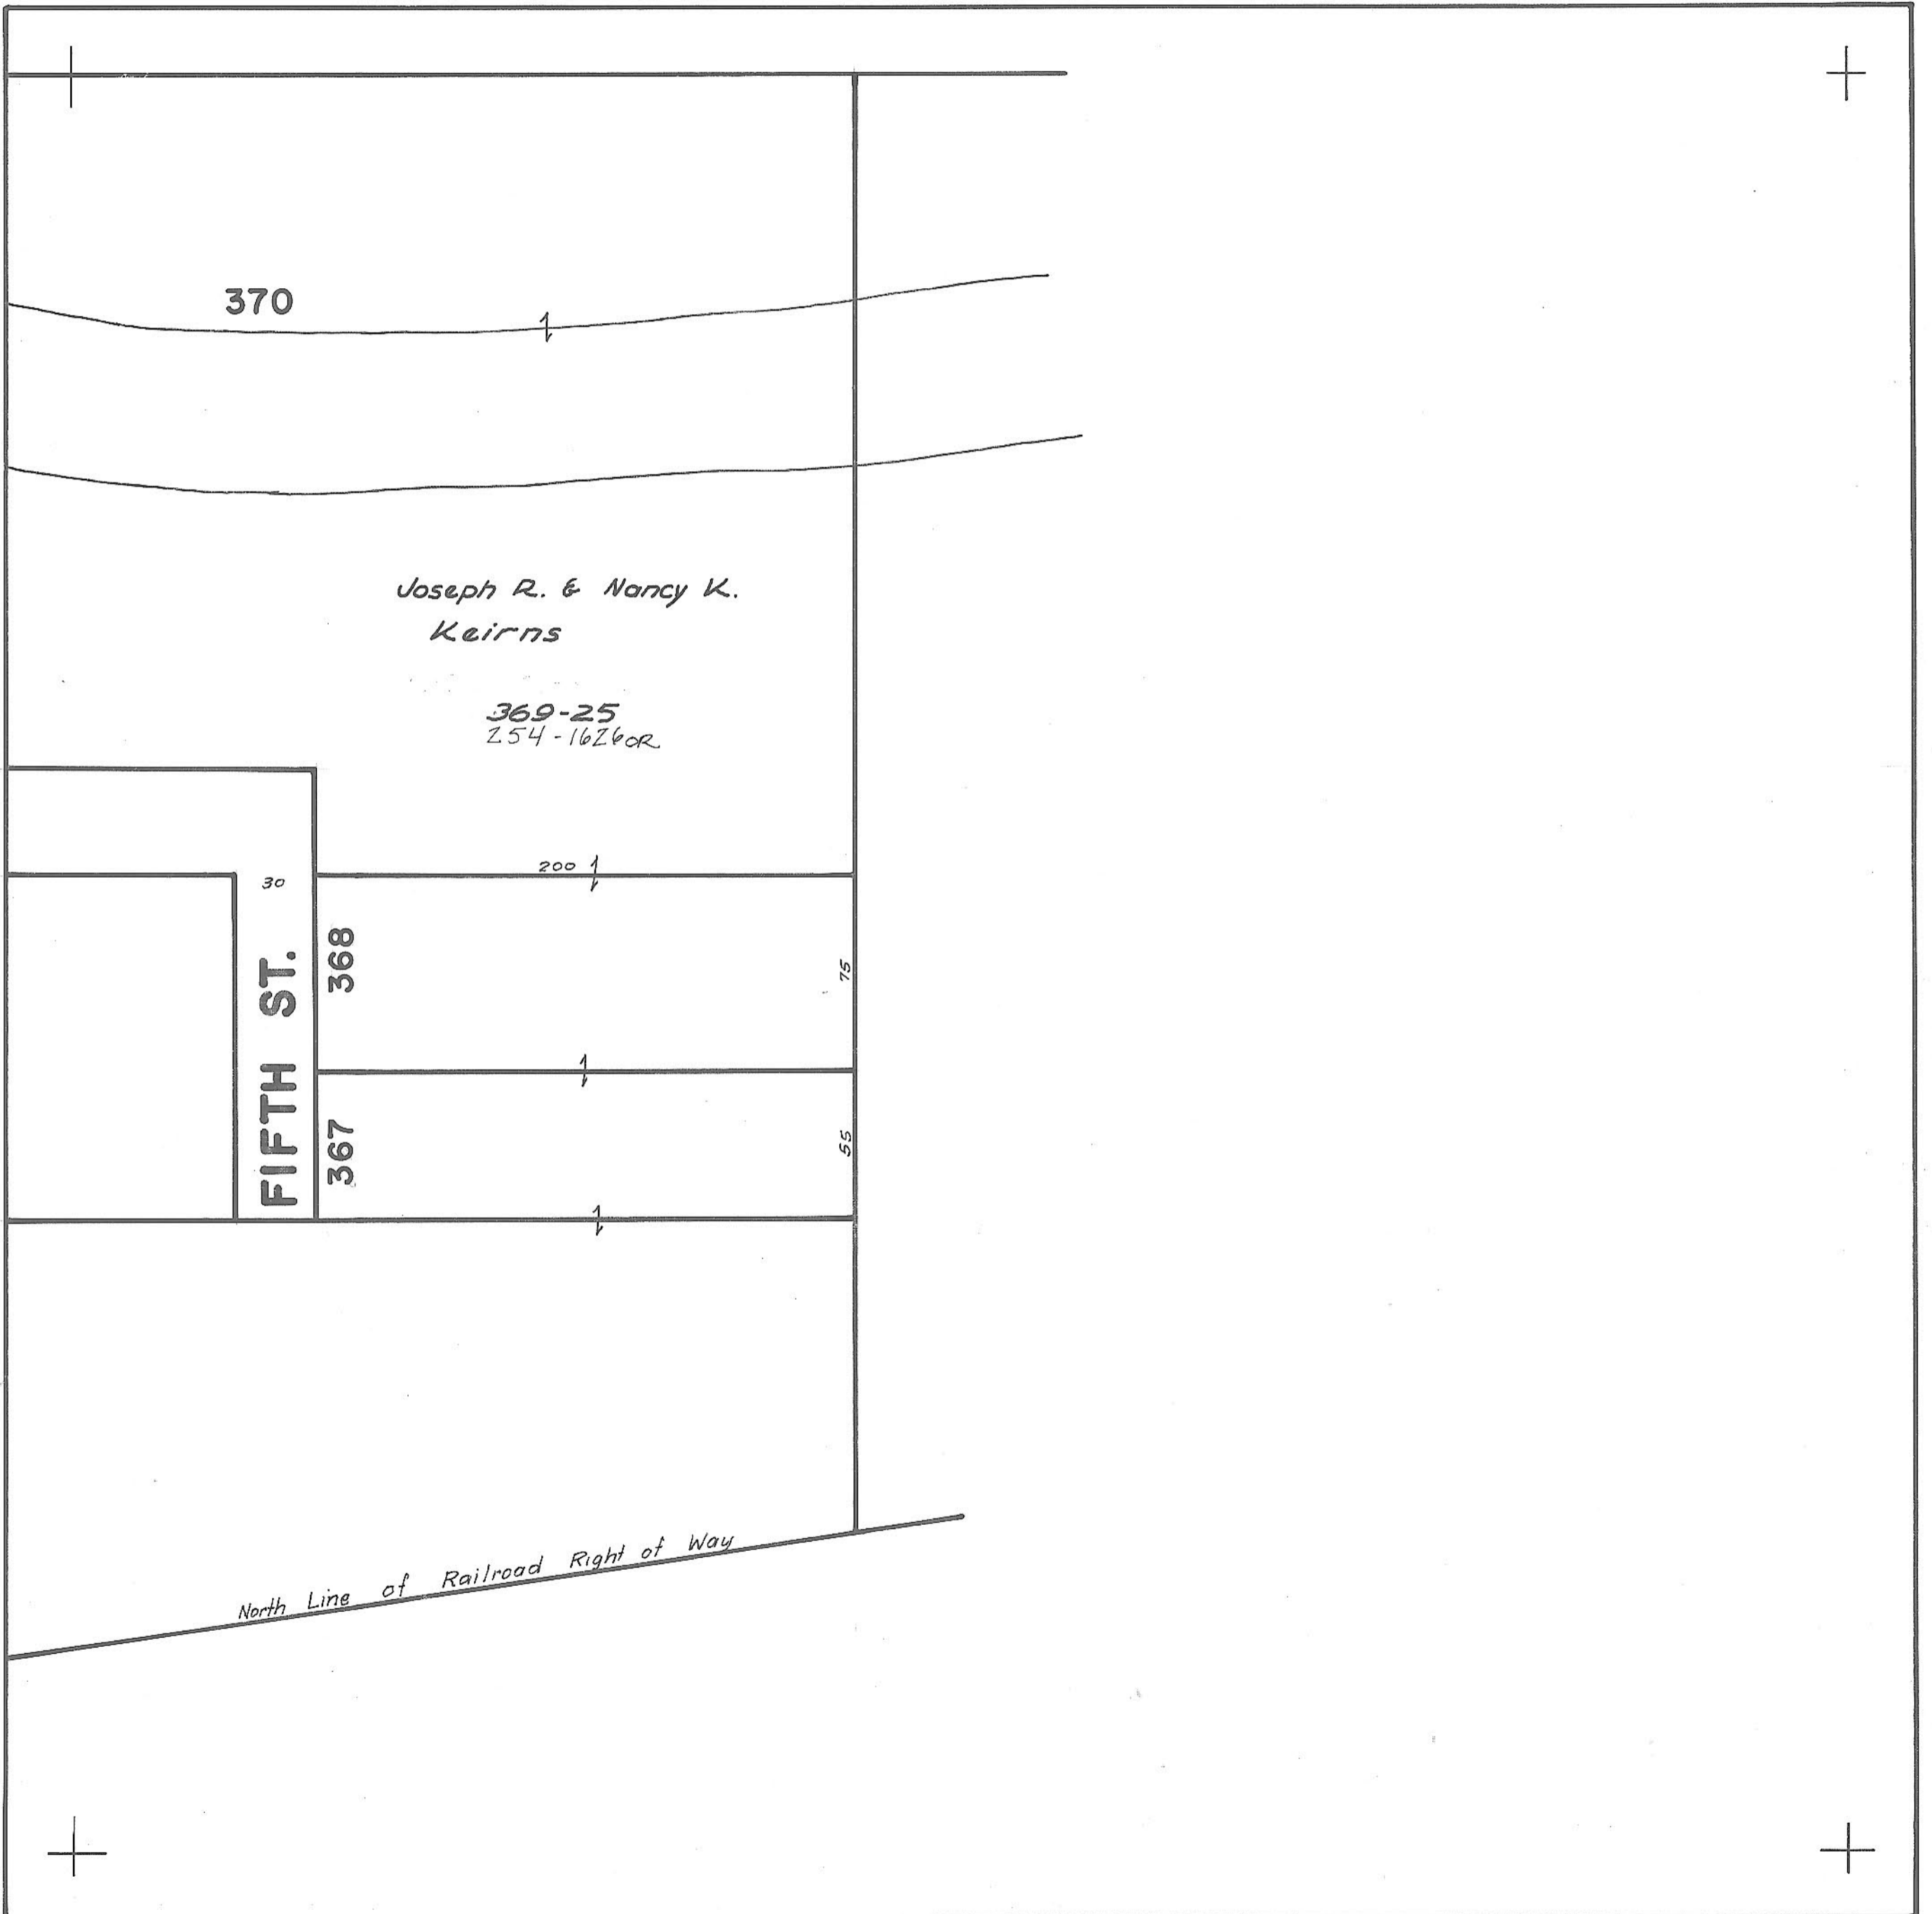 370
Joseph R. & Nancy K.
Keirns
369-25
254-1626 OR
200
30
368
75
FIFTH ST.
367
55
North Line of Railroad Right of Way